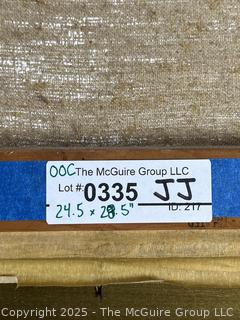 OOC The McGuire Group LLC
Lot #: 0335 JJ
24.5 x 28.5"
ID: 217
Copyright 2025 - The McGuire Group LLC